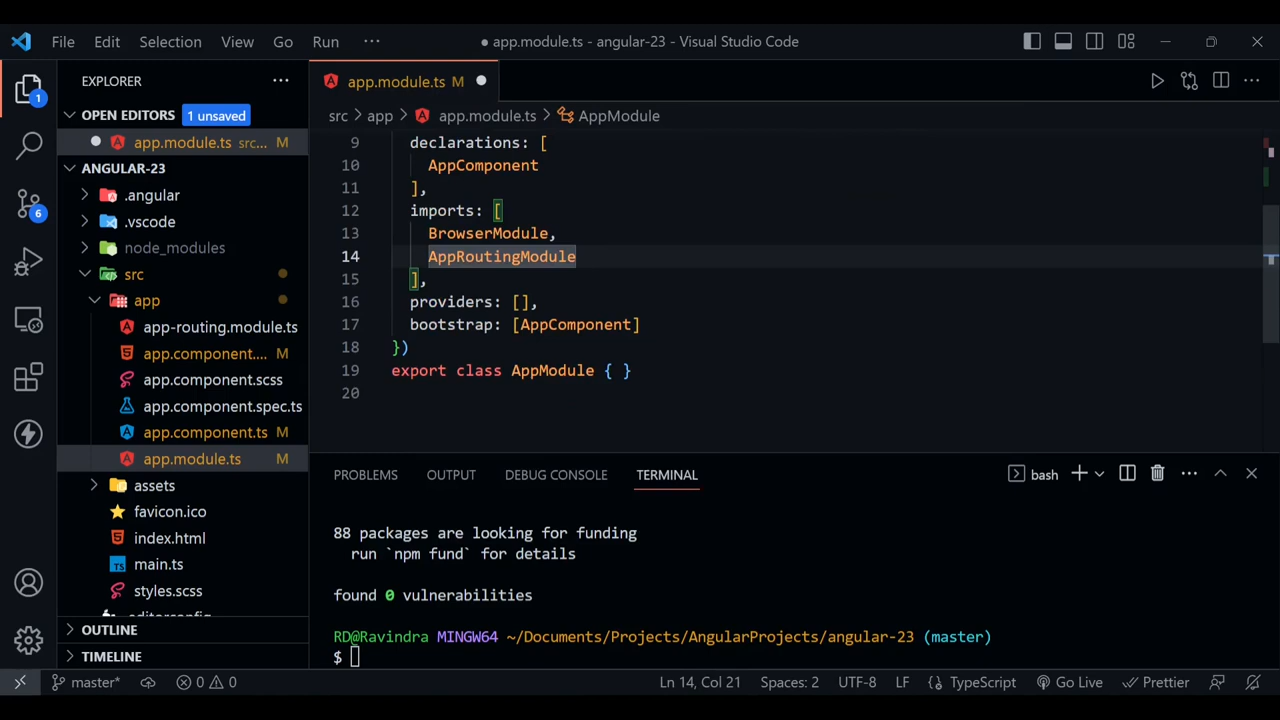 File Edit Selection View Go Run ··· ● app.module.ts - angular-23 - Visual Studio Code
EXPLORER ···
OPEN EDITORS 1 unsaved
app.module.ts src... M
ANGULAR-23
.angular
.vscode
node_modules
src
app
app-routing.module.ts
app.component.... M
app.component.scss
app.component.spec.ts
app.component.ts M
app.module.ts M
assets
favicon.ico
index.html
main.ts
styles.scss
OUTLINE
TIMELINE
1
6
app.module.ts M
src > app > app.module.ts > AppModule
9 declarations: [
10 AppComponent
11 ],
12 imports: [
13 BrowserModule,
14 AppRoutingModule
15 ],
16 providers: [],
17 bootstrap: [AppComponent]
18 })
19 export class AppModule { }
20
PROBLEMS OUTPUT DEBUG CONSOLE TERMINAL bash
88 packages are looking for funding
run `npm fund` for details
found 0 vulnerabilities
RD@Ravindra MINGW64 ~/Documents/Projects/AngularProjects/angular-23 (master)
$
master* 0 0 Ln 14, Col 21 Spaces: 2 UTF-8 LF TypeScript Go Live Prettier